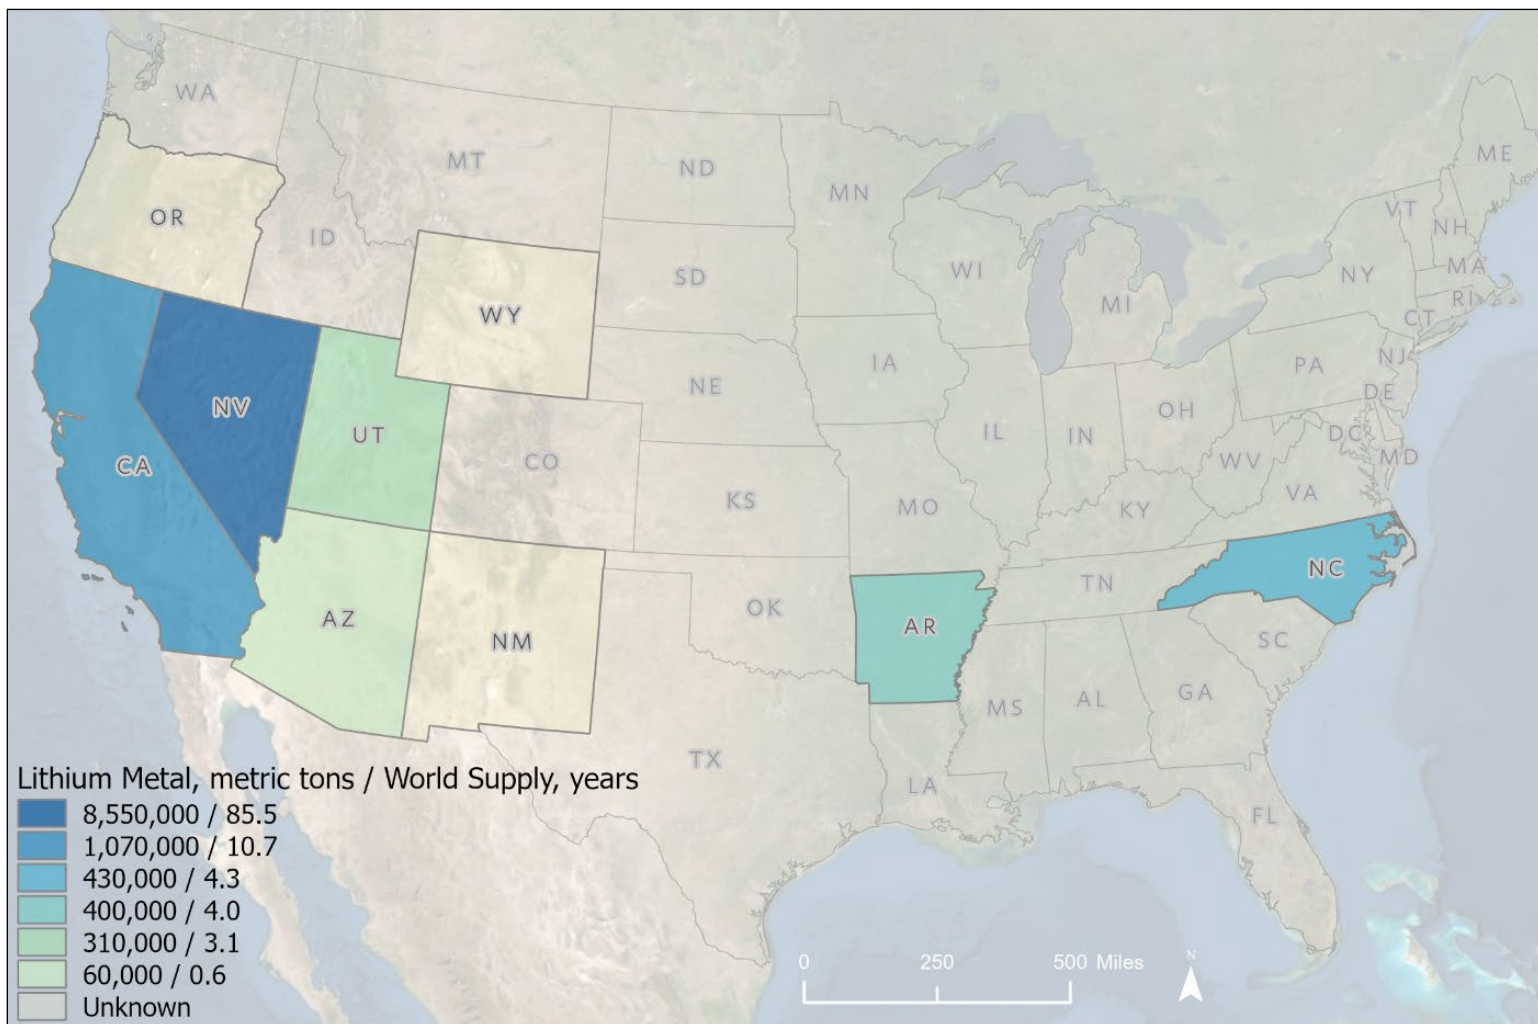 WA
MT
ND
MN
ME
OR
ID
SD
WI
MI
VT
NH
NY
MA
RI
CT
WY
NV
UT
CA
CO
NE
IA
IL
IN
OH
PA
NJ
DE
DC
MD
WV
VA
KS
MO
KY
AZ
NM
OK
AR
TN
NC
SC
TX
LA
MS
AL
GA
FL
Lithium Metal, metric tons / World Supply, years
8,550,000 / 85.5
1,070,000 / 10.7
430,000 / 4.3
400,000 / 4.0
310,000 / 3.1
60,000 / 0.6
Unknown
0 250 500 Miles
N